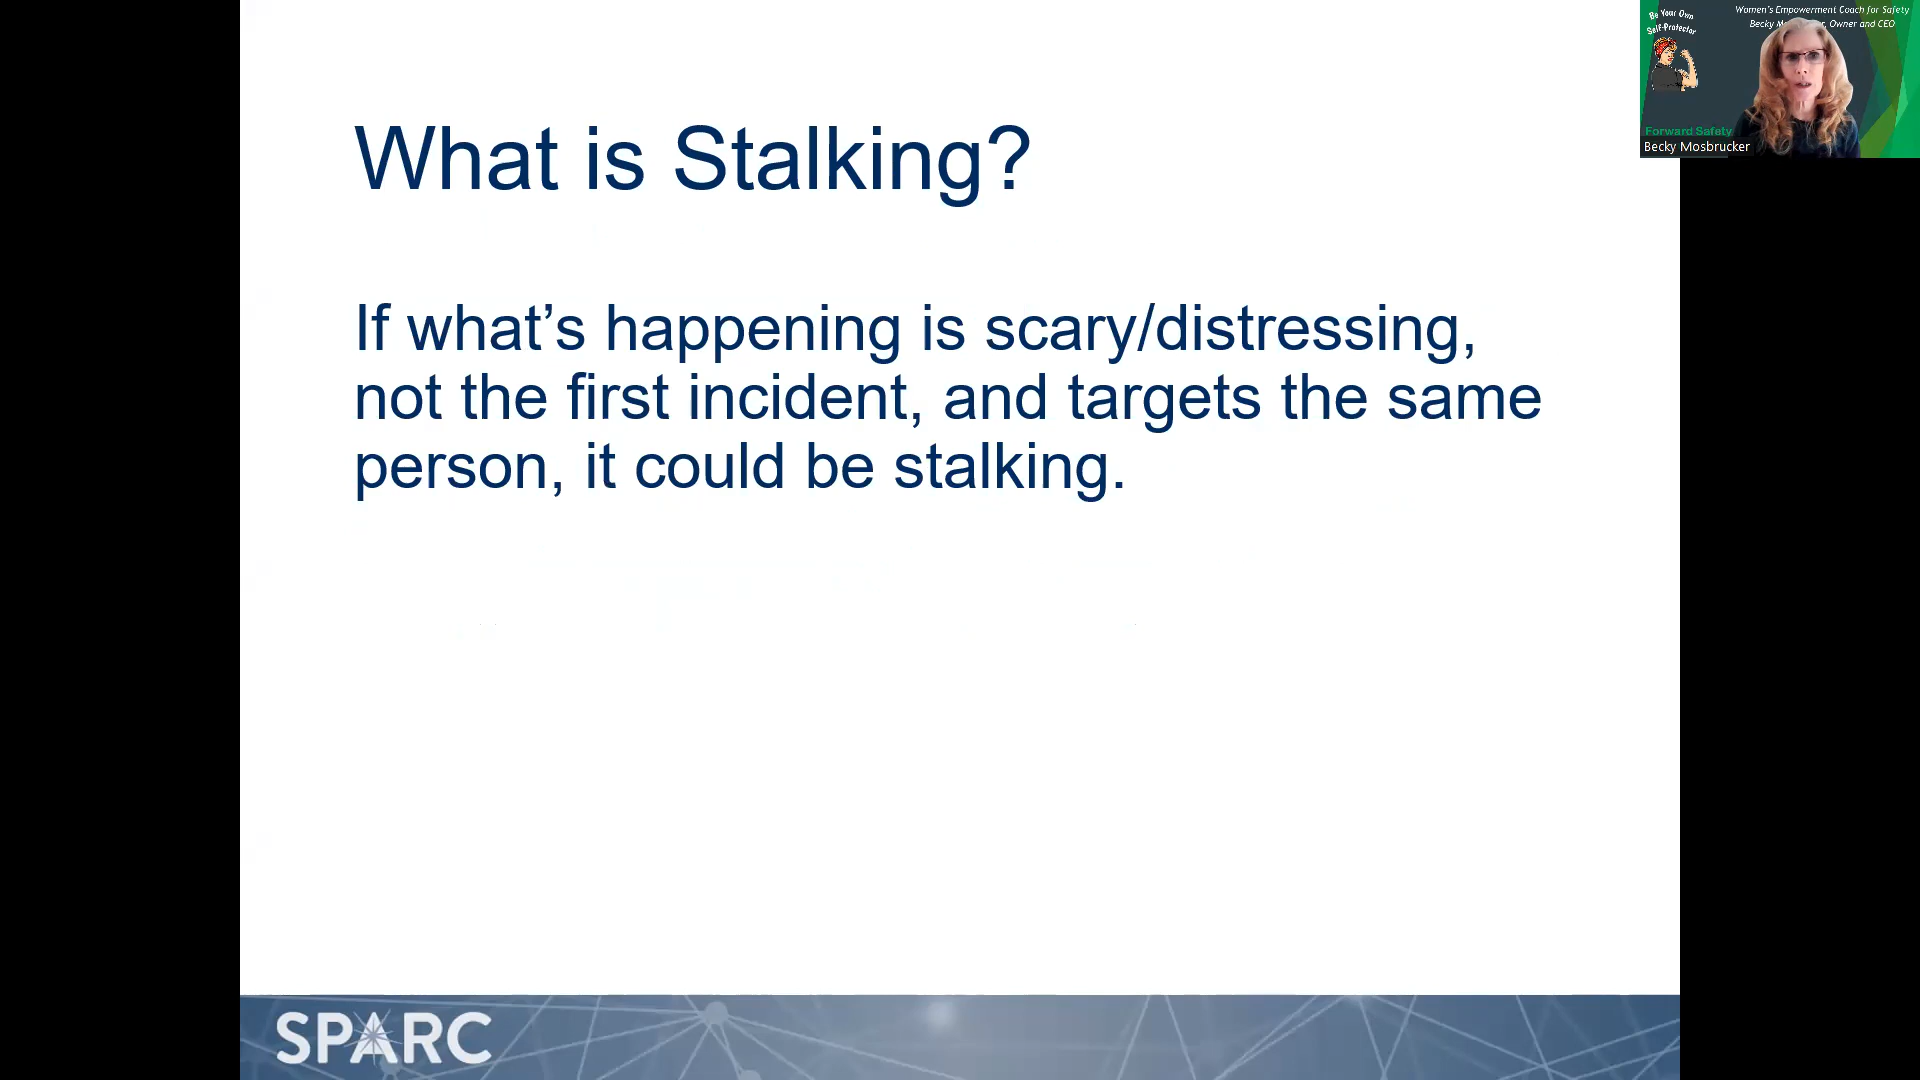 What is Stalking?
If what’s happening is scary/distressing,
not the first incident, and targets the same
person, it could be stalking.
SPARC
Be Your Own
Self-Protector
Women's Empowerment Coach for Safety
Becky Owner and CEO
Forward Safety
Becky Mosbrucker